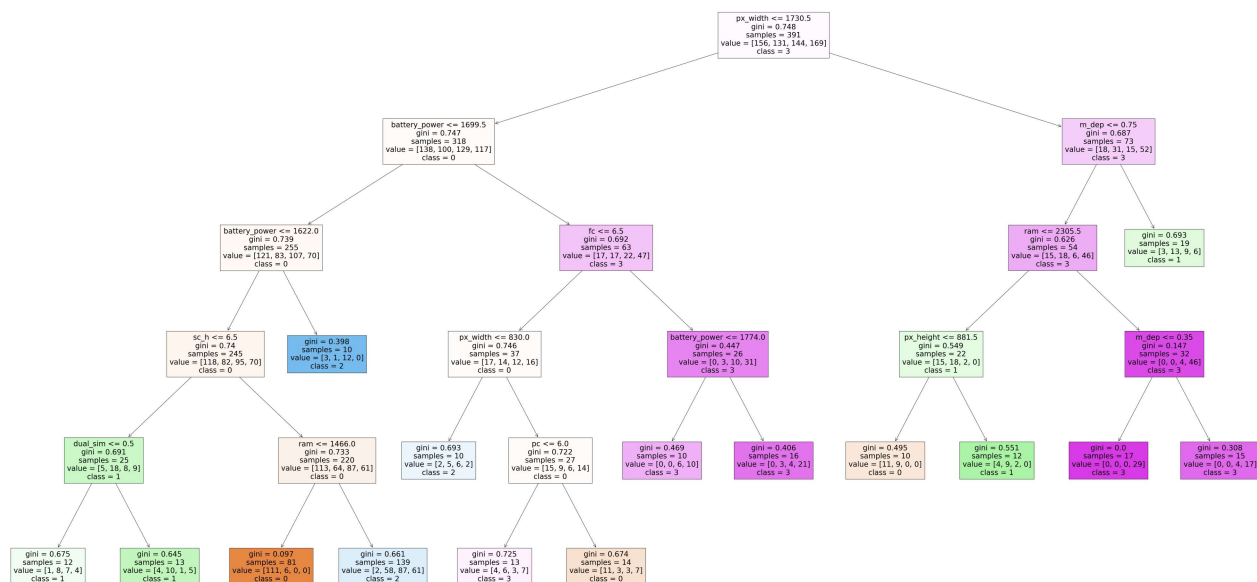 px_width <= 1730.5
gini = 0.748
samples = 391
value = [156, 131, 144, 169]
class = 3
battery_power <= 1699.5
gini = 0.747
samples = 318
value = [138, 100, 129, 117]
class = 0
m_dep <= 0.75
gini = 0.687
samples = 73
value = [18, 31, 15, 52]
class = 3
battery_power <= 1622.0
gini = 0.739
samples = 255
value = [121, 83, 107, 70]
class = 0
fc <= 6.5
gini = 0.692
samples = 63
value = [17, 17, 22, 47]
class = 3
ram <= 2305.5
gini = 0.626
samples = 54
value = [15, 18, 6, 46]
class = 3
gini = 0.693
samples = 19
value = [3, 13, 9, 6]
class = 1
sc_h <= 6.5
gini = 0.74
samples = 245
value = [118, 82, 95, 70]
class = 0
gini = 0.398
samples = 10
value = [3, 1, 12, 0]
class = 2
px_width <= 830.0
gini = 0.746
samples = 37
value = [17, 14, 12, 16]
class = 0
battery_power <= 1774.0
gini = 0.447
samples = 26
value = [0, 3, 10, 31]
class = 3
px_height <= 881.5
gini = 0.549
samples = 22
value = [15, 18, 2, 0]
class = 1
m_dep <= 0.35
gini = 0.147
samples = 32
value = [0, 0, 4, 46]
class = 3
dual_sim <= 0.5
gini = 0.691
samples = 25
value = [5, 18, 8, 9]
class = 1
ram <= 1466.0
gini = 0.733
samples = 220
value = [113, 64, 87, 61]
class = 0
gini = 0.693
samples = 10
value = [2, 5, 6, 2]
class = 2
pc <= 6.0
gini = 0.722
samples = 27
value = [15, 9, 6, 14]
class = 0
gini = 0.469
samples = 10
value = [0, 0, 6, 10]
class = 3
gini = 0.406
samples = 16
value = [0, 3, 4, 21]
class = 3
gini = 0.495
samples = 10
value = [11, 9, 0, 0]
class = 0
gini = 0.551
samples = 12
value = [4, 9, 2, 0]
class = 1
gini = 0.0
samples = 17
value = [0, 0, 0, 29]
class = 3
gini = 0.308
samples = 15
value = [0, 0, 4, 17]
class = 3
gini = 0.675
samples = 12
value = [1, 8, 7, 4]
class = 1
gini = 0.645
samples = 13
value = [4, 10, 1, 5]
class = 1
gini = 0.097
samples = 81
value = [111, 6, 0, 0]
class = 0
gini = 0.661
samples = 139
value = [2, 58, 87, 61]
class = 2
gini = 0.725
samples = 13
value = [4, 6, 3, 7]
class = 3
gini = 0.674
samples = 14
value = [11, 3, 3, 7]
class = 0